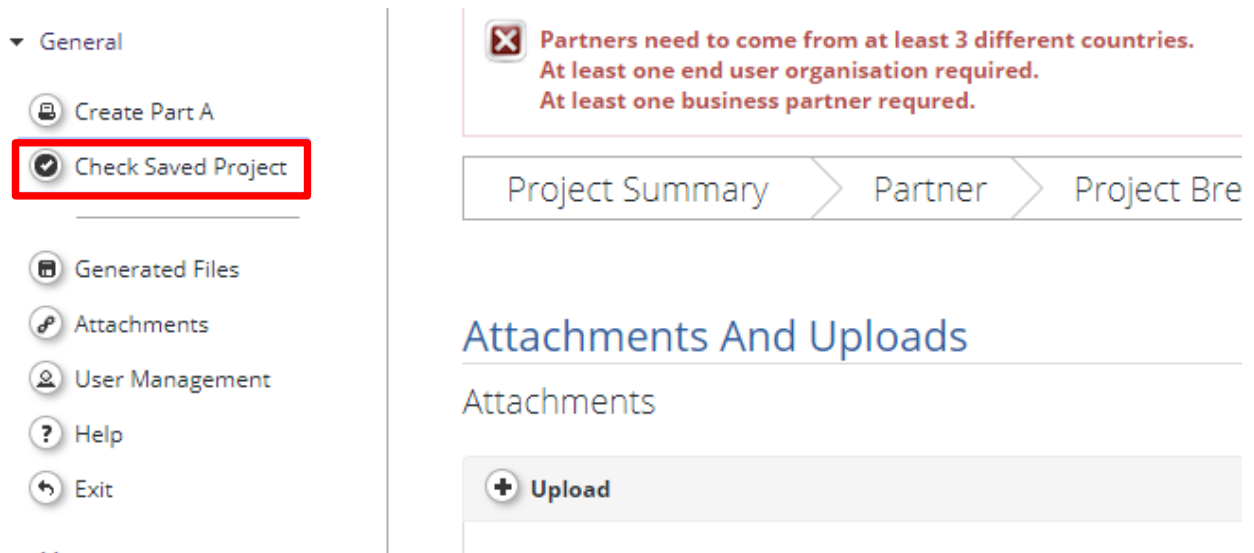 General
Create Part A
Check Saved Project
Generated Files
Attachments
User Management
Help
Exit
Partners need to come from at least 3 different countries.
At least one end user organisation required.
At least one business partner requred.
Project Summary
Partner
Project Bre
Attachments And Uploads
Attachments
Upload